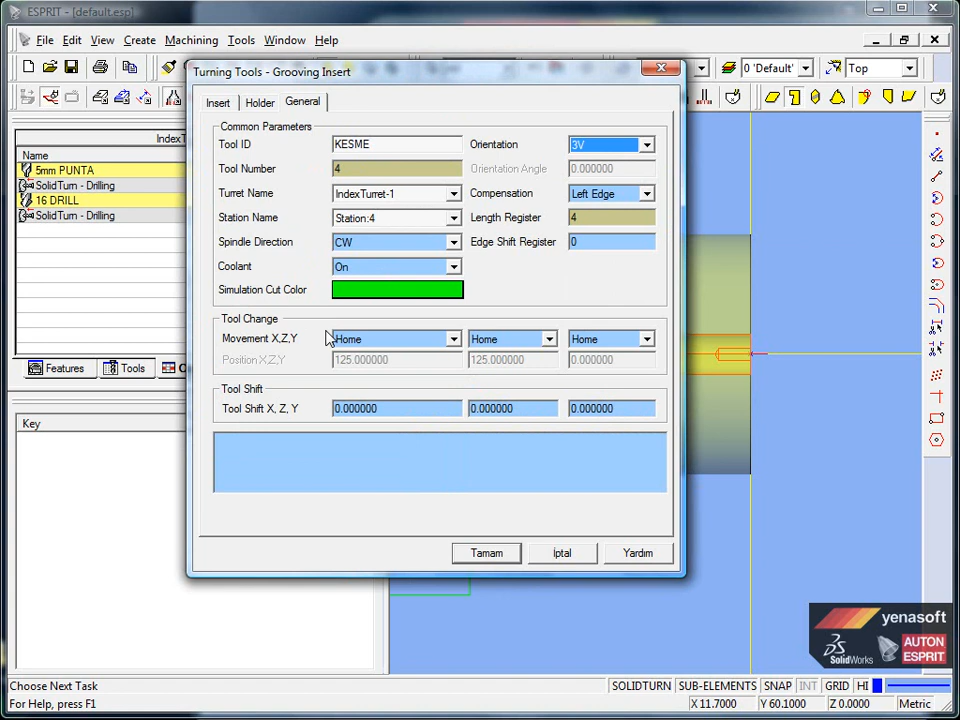 ESPRIT - [default.esp]
File Edit View Create Machining Tools Window Help
0 'Default' Top
Turning Tools - Grooving Insert
Insert Holder General
IndexT
Name
5mm PUNTA
SolidTurn - Drilling
16 DRILL
SolidTurn - Drilling
Features Tools
Key
Common Parameters
Tool ID KESME Orientation 3V
Tool Number 4 Orientation Angle 0.000000
Turret Name IndexTurret-1 Compensation Left Edge
Station Name Station:4 Length Register 4
Spindle Direction CW Edge Shift Register 0
Coolant On
Simulation Cut Color
Tool Change
Movement X,Z,Y Home Home Home
Position X,Z,Y 125.000000 125.000000 0.000000
Tool Shift
Tool Shift X, Z, Y 0.000000 0.000000 0.000000
Tamam İptal Yardım
yenasoft
SolidWorks AUTON ESPRIT
Choose Next Task SOLIDTURN SUB-ELEMENTS SNAP INT GRID HI
For Help, press F1 X 11.7000 Y 60.1000 Z 0.0000 Metric